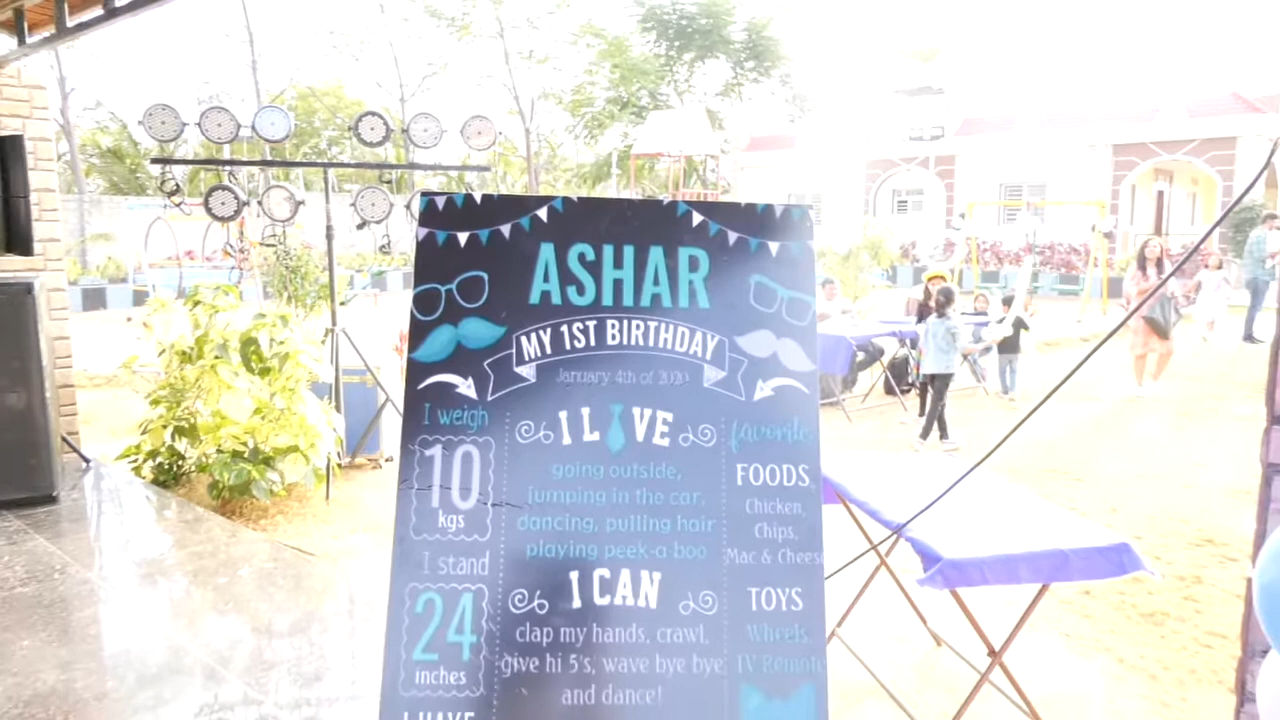 ASHAR
MY 1ST BIRTHDAY
January 4th of 2020
I weigh
10
kgs
I stand
24
inches
I HAVE
I L VE
going outside,
jumping in the car,
dancing, pulling hair
playing peek-a-boo
I CAN
clap my hands, crawl,
give hi 5's, wave bye bye
and dance!
favorite
FOODS
Chicken,
Chips,
Mac & Cheese
TOYS
Wheels,
TV Remote